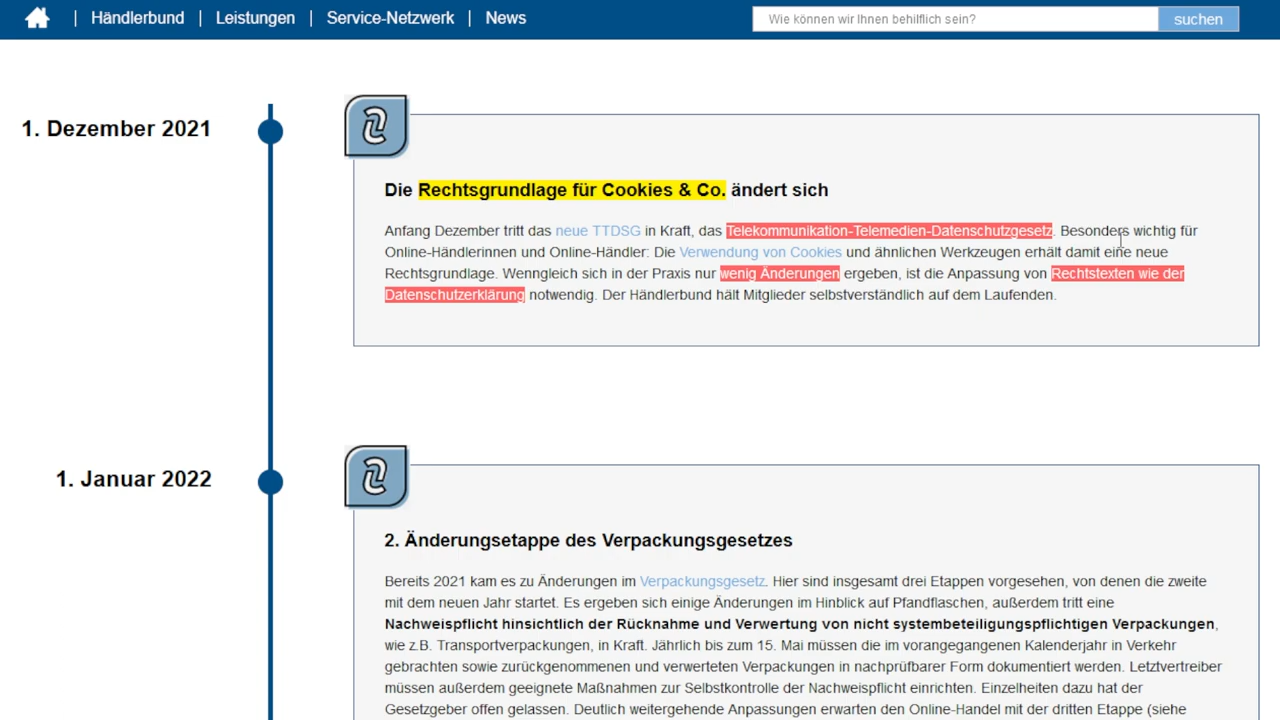 | Händlerbund | Leistungen | Service-Netzwerk | News
Wie können wir Ihnen behilflich sein?
suchen
1. Dezember 2021
Die Rechtsgrundlage für Cookies & Co. ändert sich
Anfang Dezember tritt das neue TTDSG in Kraft, das Telekommunikation-Telemedien-Datenschutzgesetz. Besonders wichtig für
Online-Händlerinnen und Online-Händler: Die Verwendung von Cookies und ähnlichen Werkzeugen erhält damit eine neue
Rechtsgrundlage. Wenngleich sich in der Praxis nur wenig Änderungen ergeben, ist die Anpassung von Rechtstexten wie der
Datenschutzerklärung notwendig. Der Händlerbund hält Mitglieder selbstverständlich auf dem Laufenden.
1. Januar 2022
2. Änderungsetappe des Verpackungsgesetzes
Bereits 2021 kam es zu Änderungen im Verpackungsgesetz. Hier sind insgesamt drei Etappen vorgesehen, von denen die zweite
mit dem neuen Jahr startet. Es ergeben sich einige Änderungen im Hinblick auf Pfandflaschen, außerdem tritt eine
Nachweispflicht hinsichtlich der Rücknahme und Verwertung von nicht systembeteiligungspflichtigen Verpackungen,
wie z.B. Transportverpackungen, in Kraft. Jährlich bis zum 15. Mai müssen die im vorangegangenen Kalenderjahr in Verkehr
gebrachten sowie zurückgenommenen und verwerteten Verpackungen in nachprüfbarer Form dokumentiert werden. Letztvertreiber
müssen außerdem geeignete Maßnahmen zur Selbstkontrolle der Nachweispflicht einrichten. Einzelheiten dazu hat der
Gesetzgeber offen gelassen. Deutlich weitergehende Anpassungen erwarten den Online-Handel mit der dritten Etappe (siehe